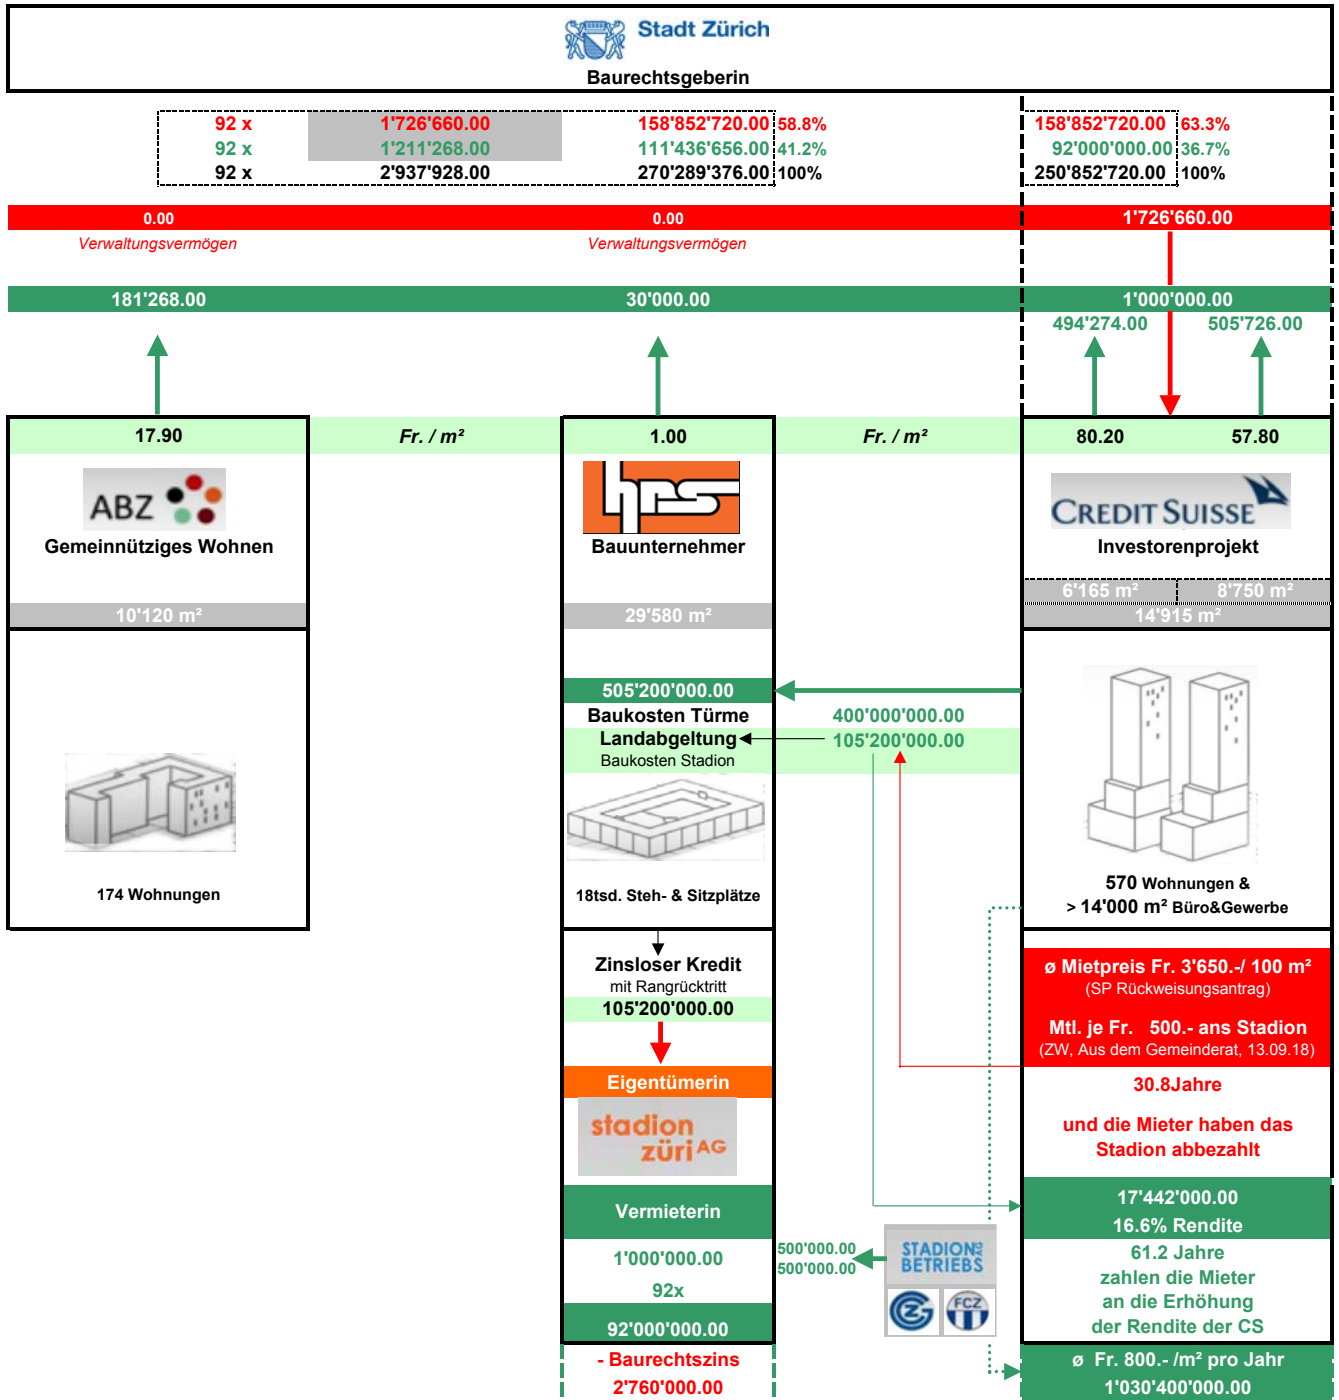 Stadt Zürich
Baurechtsgeberin
92 x 1'726'660.00 158'852'720.00 58.8% 158'852'720.00 63.3%
92 x 1'211'268.00 111'436'656.00 41.2% 92'000'000.00 36.7%
92 x 2'937'928.00 270'289'376.00 100% 250'852'720.00 100%
0.00 0.00 1'726'660.00
Verwaltungsvermögen Verwaltungsvermögen
181'268.00 30'000.00 1'000'000.00
494'274.00 505'726.00
17.90 Fr. / m² 1.00 Fr. / m² 80.20 57.80
ABZ
Gemeinnütziges Wohnen
10'120 m²
174 Wohnungen
hrs
Bauunternehmer
29'580 m²
505'200'000.00
Baukosten Türme 400'000'000.00
Landabgeltung 105'200'000.00
Baukosten Stadion
18tsd. Steh- & Sitzplätze
Zinsloser Kredit
mit Rangrücktritt
105'200'000.00
Eigentümerin
stadion
züri AG
Vermieterin
1'000'000.00
92x
92'000'000.00
- Baurechtszins
2'760'000.00
500'000.00
500'000.00
STADION
BETRIEBS
GC
FCZ
CREDIT SUISSE
Investorenprojekt
6'165 m² 8'750 m²
14'915 m²
570 Wohnungen &
> 14'000 m² Büro&Gewerbe
ø Mietpreis Fr. 3'650.-/ 100 m²
(SP Rückweisungsantrag)
Mtl. je Fr. 500.- ans Stadion
(ZW, Aus dem Gemeinderat, 13.09.18)
30.8Jahre
und die Mieter haben das
Stadion abbezahlt
17'442'000.00
16.6% Rendite
61.2 Jahre
zahlen die Mieter
an die Erhöhung
der Rendite der CS
ø Fr. 800.- /m² pro Jahr
1'030'400'000.00